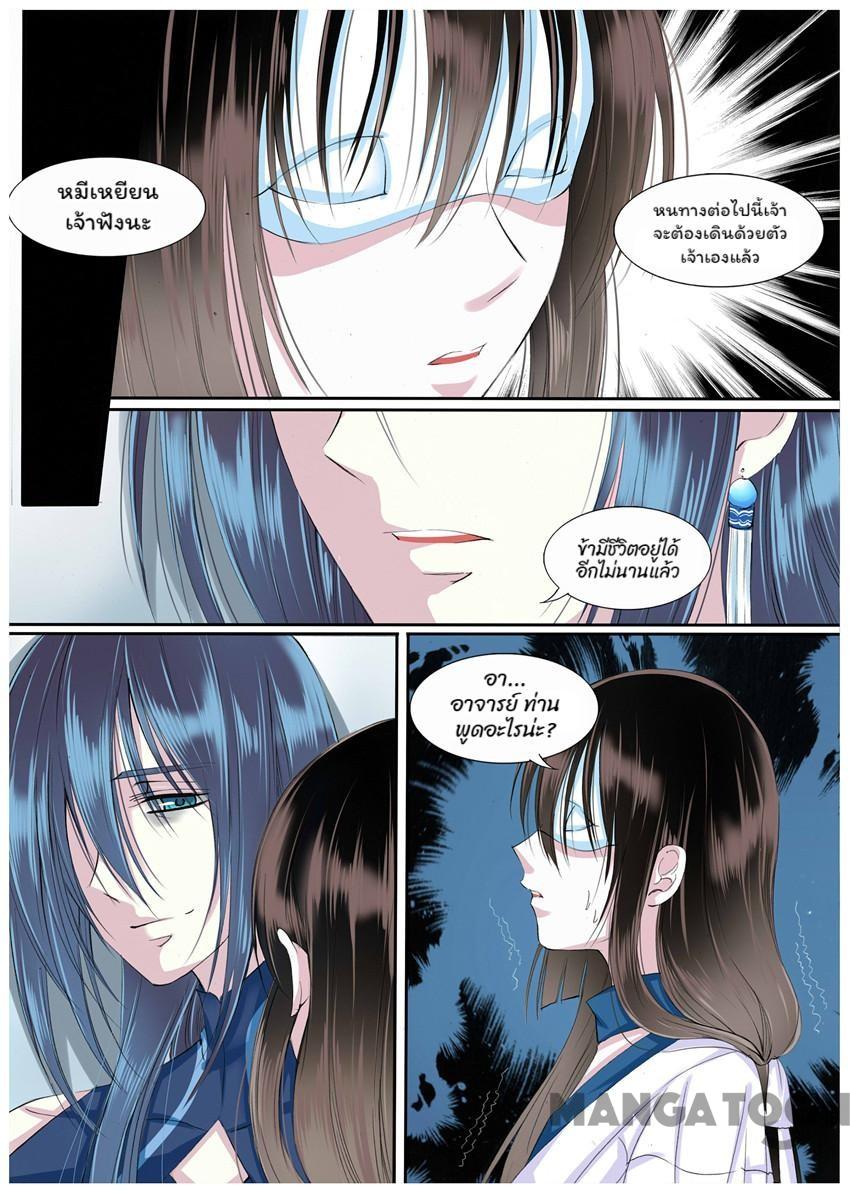 หมีเหยียน
เจ้าฟังนะ
หนทางต่อไปนี้เจ้า
จะต้องเดินด้วยตัว
เจ้าเองแล้ว
ข้ามีชีวิตอยู่ได้
อีกไม่นานแล้ว
อา...
อาจารย์ ท่าน
พูดอะไรน่ะ?
MANGATOON